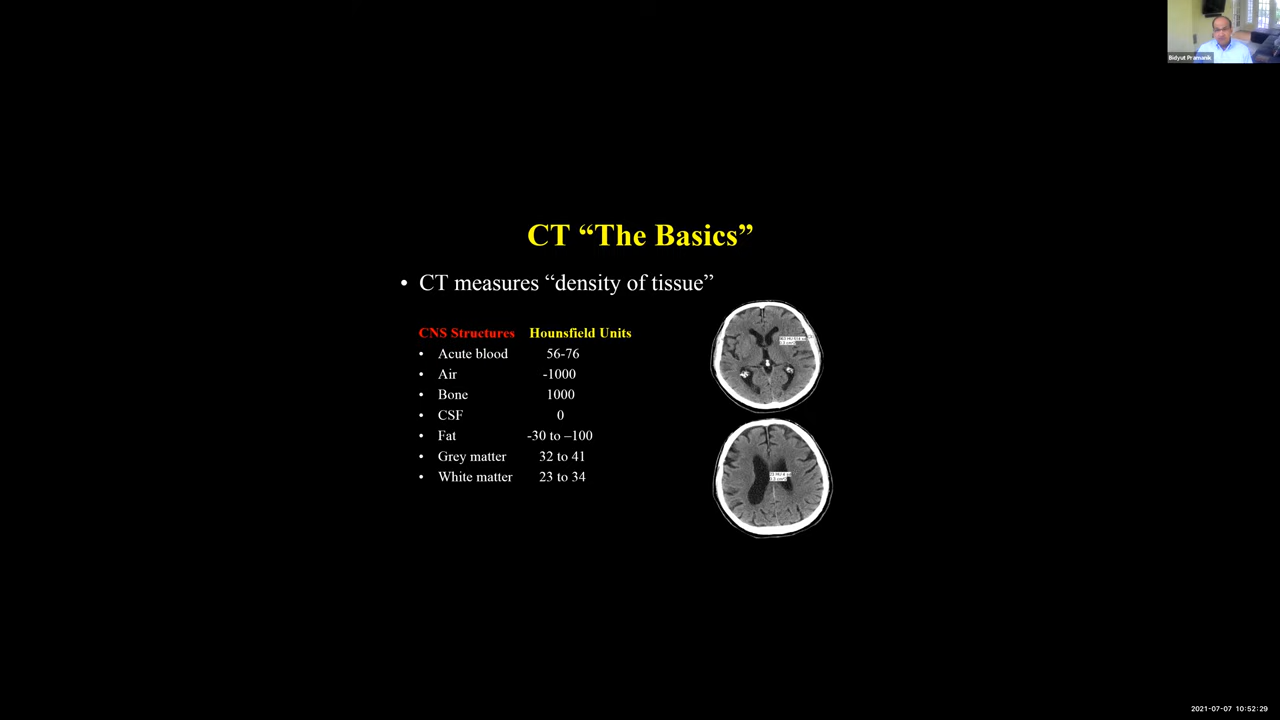 Bidyut Pramanik
CT “The Basics”
• CT measures “density of tissue”
CNS Structures Hounsfield Units
• Acute blood 56-76
• Air -1000
• Bone 1000
• CSF 0
• Fat -30 to –100
• Grey matter 32 to 41
• White matter 23 to 34
2021-07-07 10:52:29